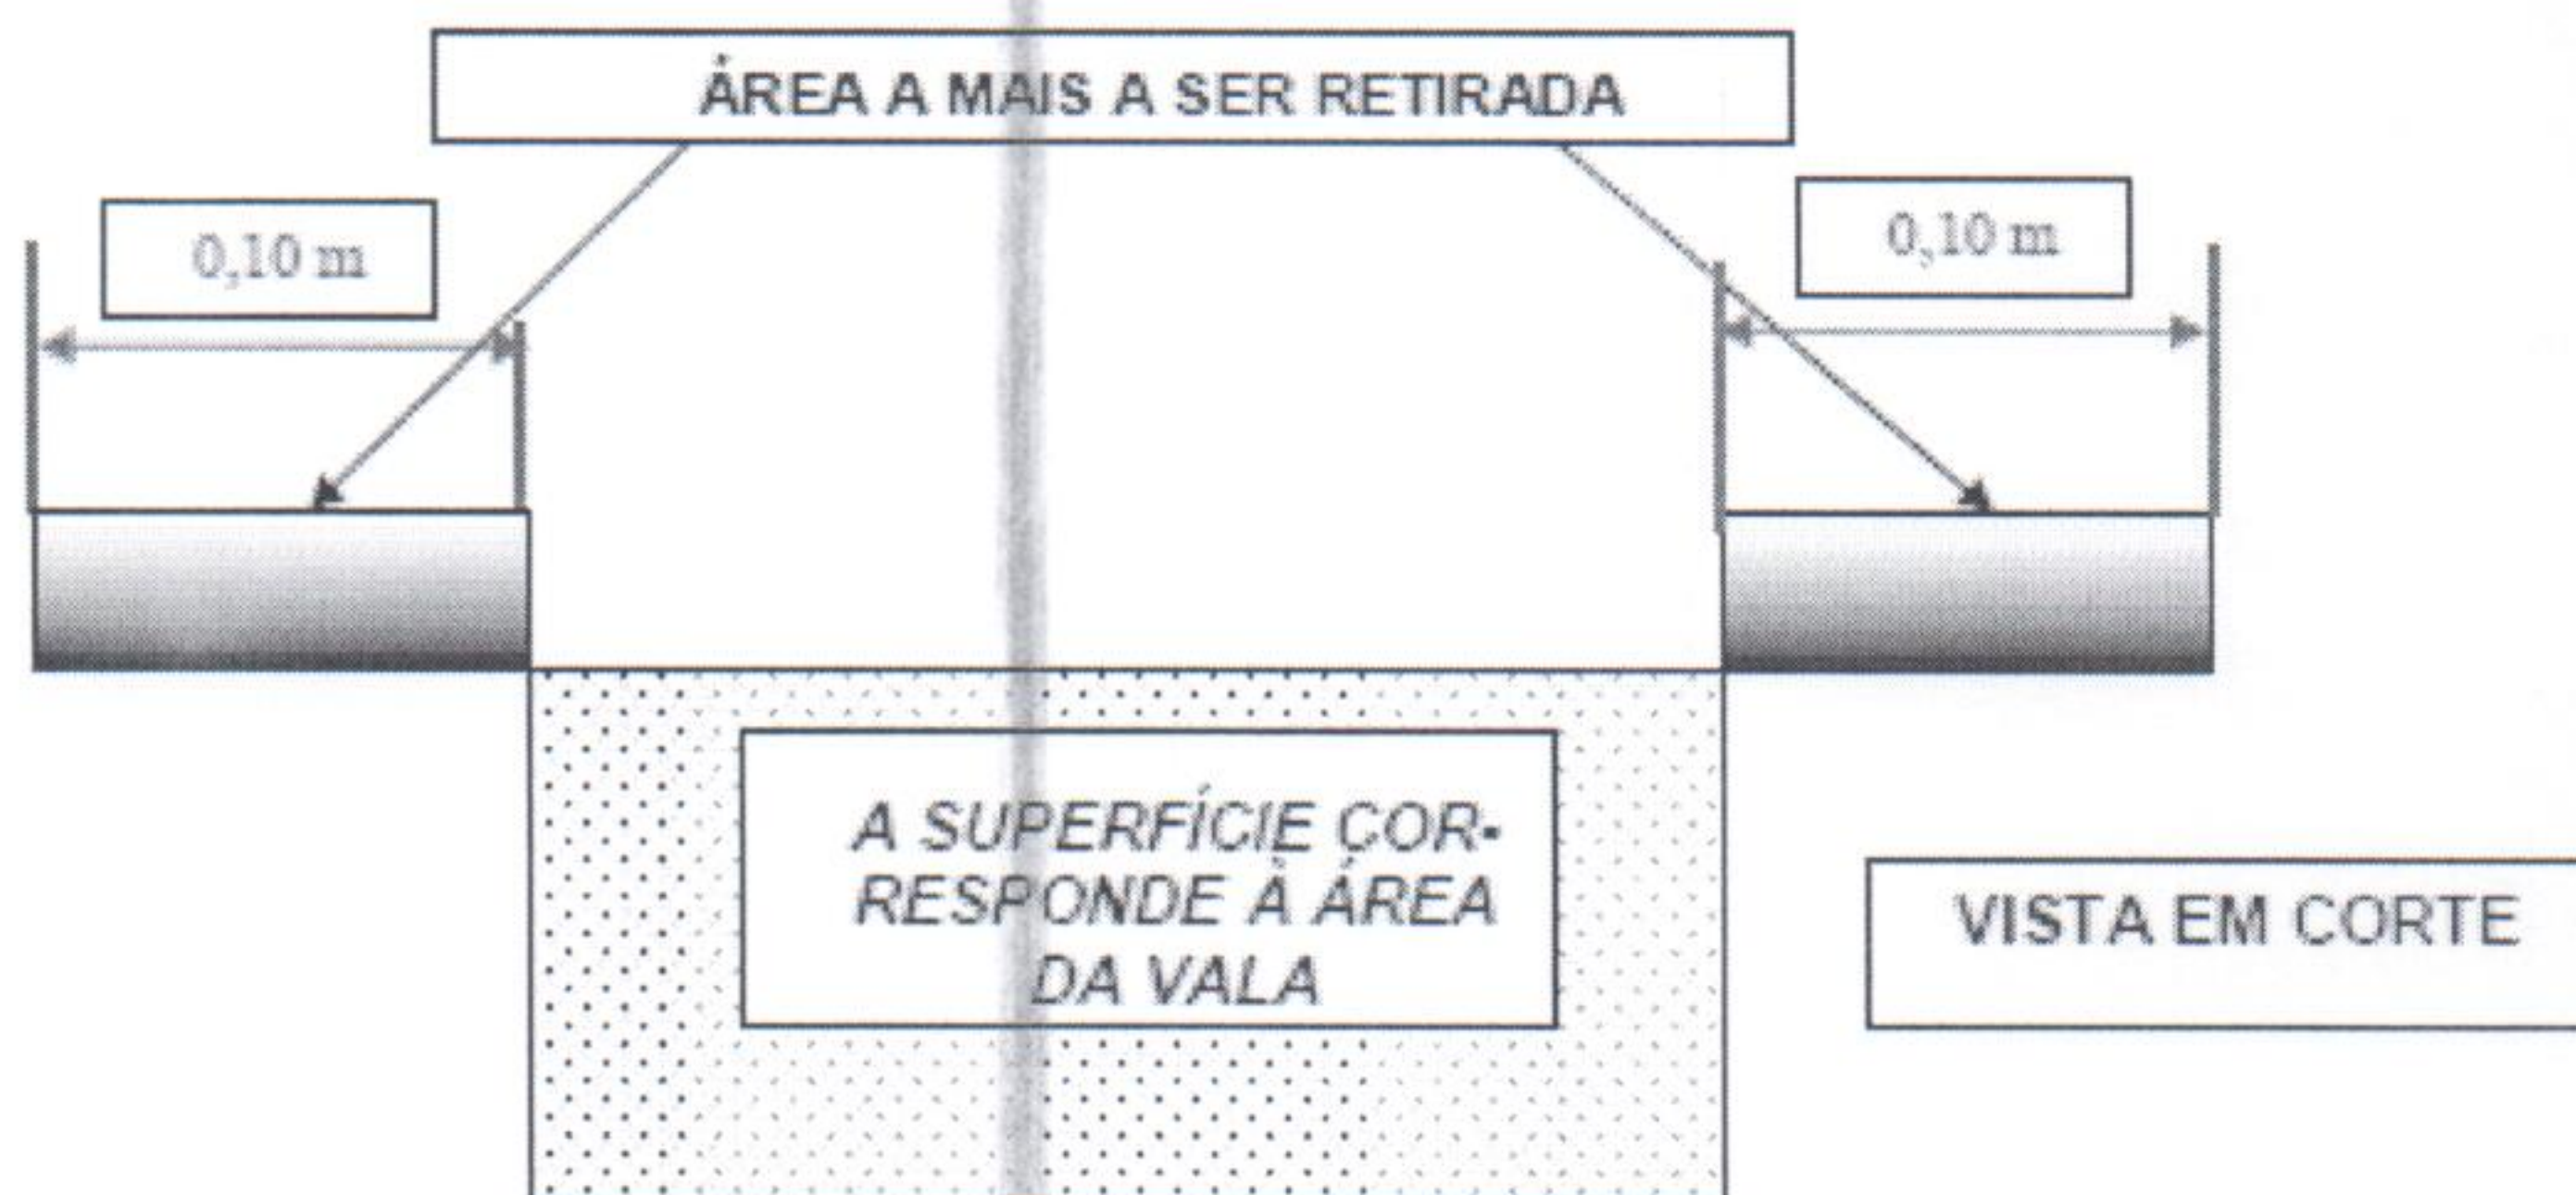 ÁREA A MAIS A SER RETIRADA
0,10 m
0,10 m
A SUPERFÍCIE COR-
RESPONDE À ÁREA
DA VALA
VISTA EM CORTE